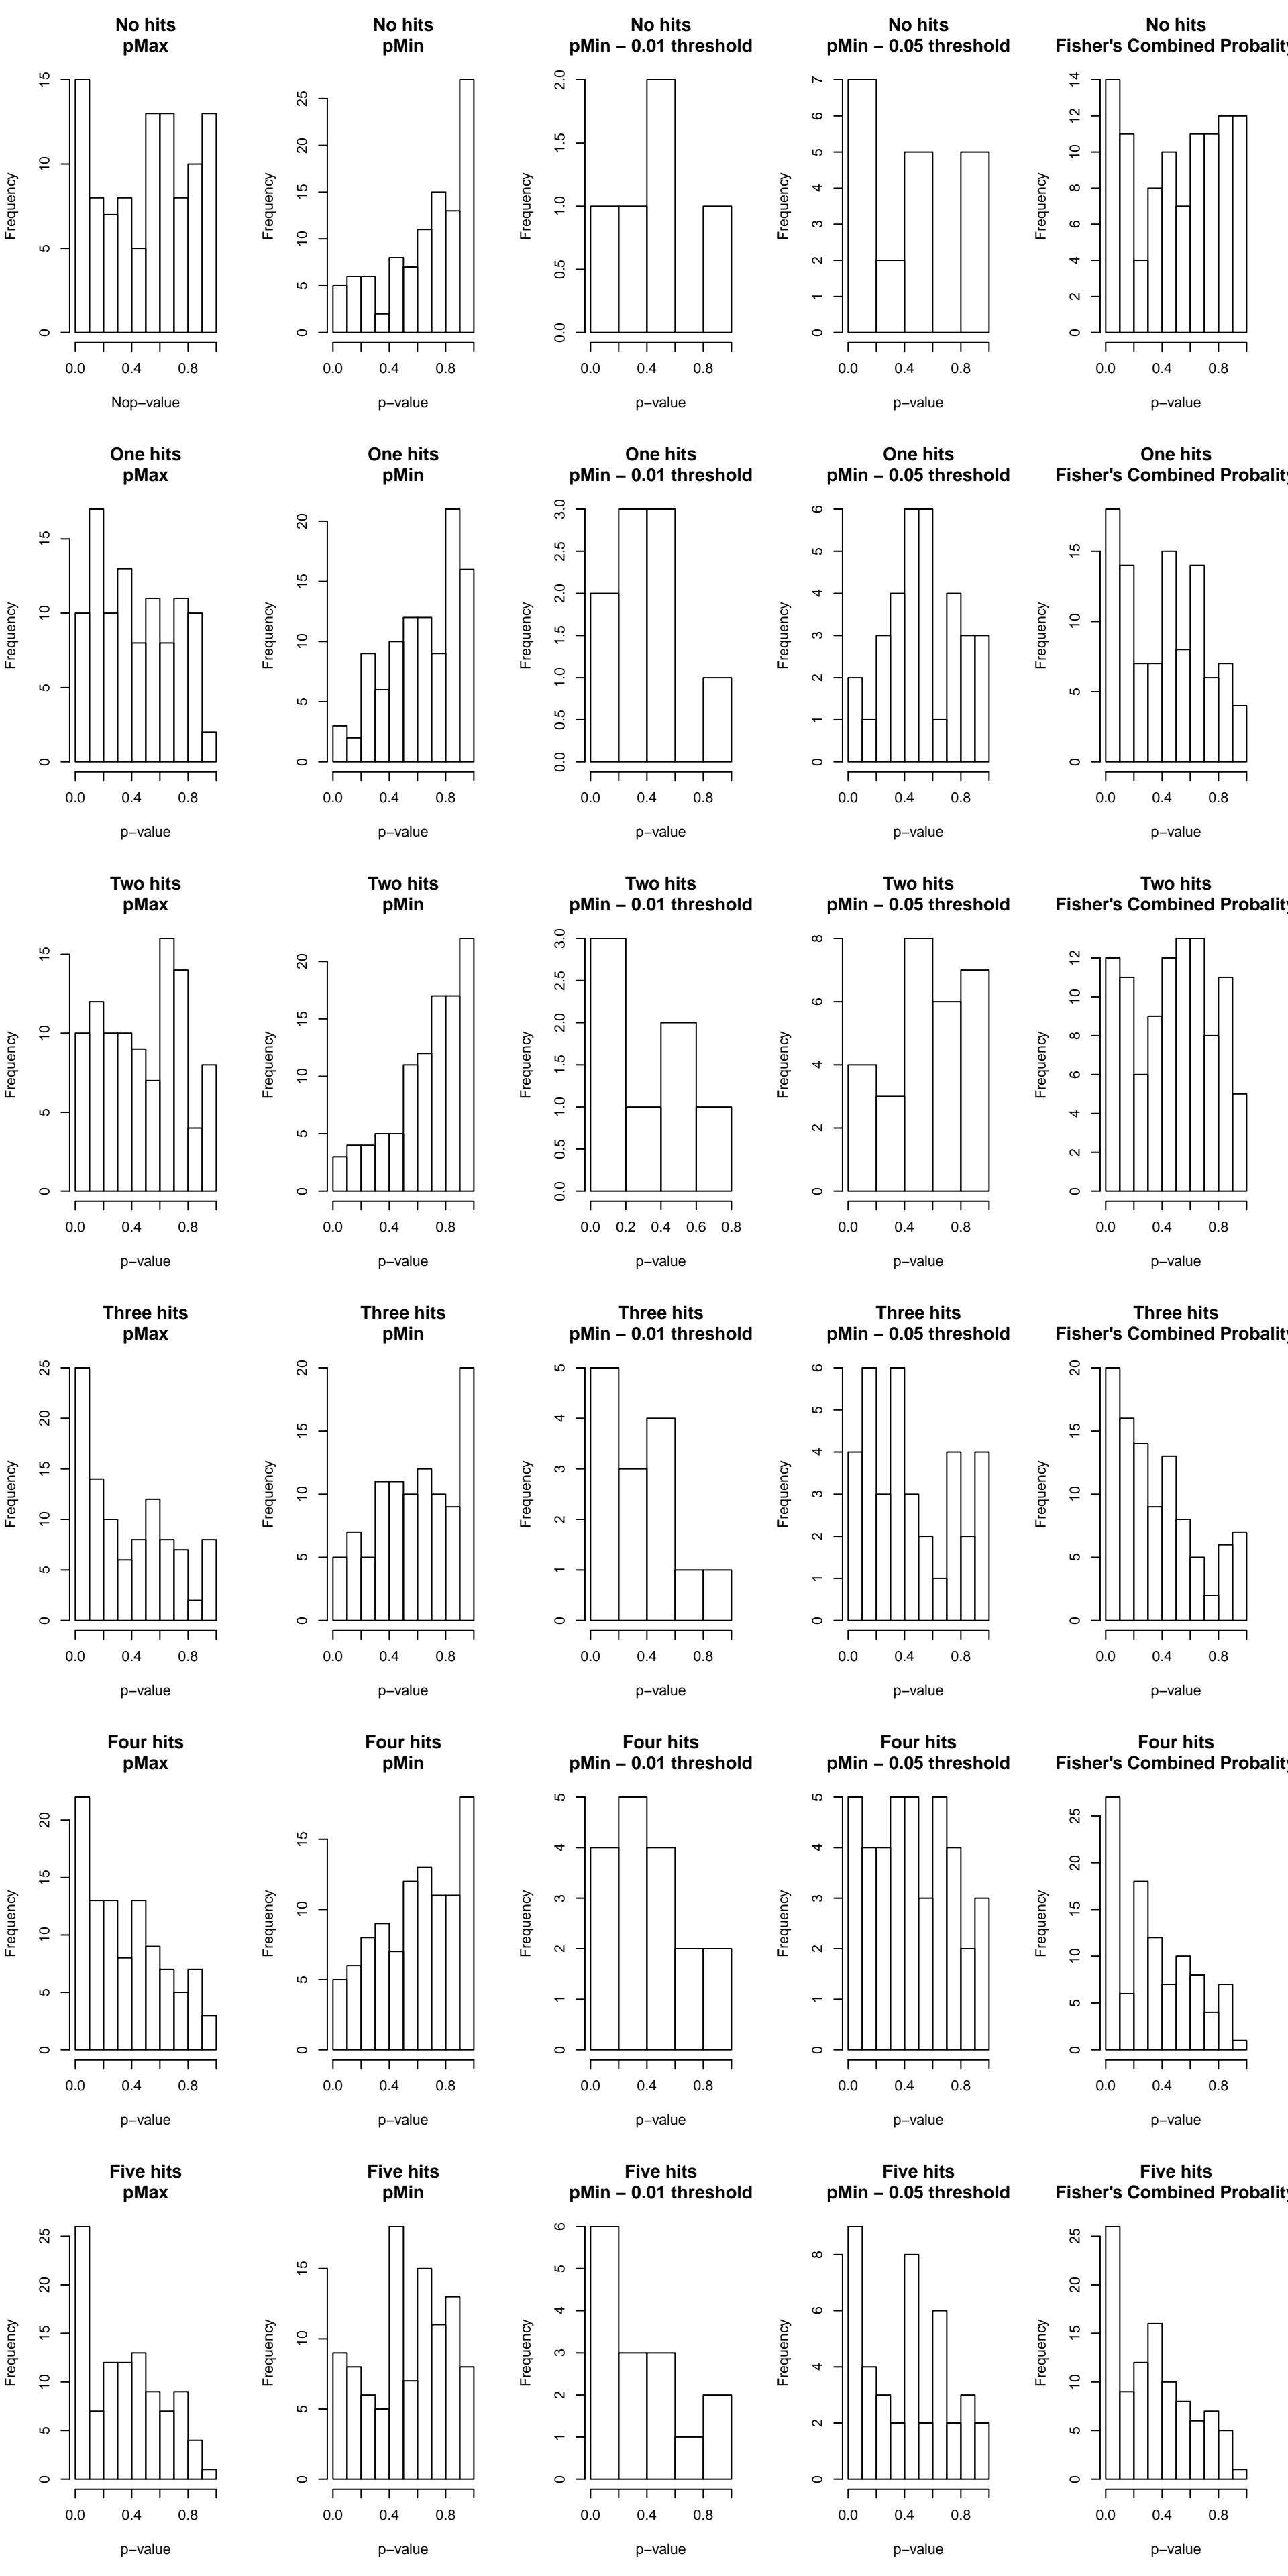 No hits
pMax
Frequency
15
10
5
0
0.0 0.4 0.8
Nop−value
No hits
pMin
Frequency
25
20
15
10
5
0
0.0 0.4 0.8
p−value
No hits
pMin − 0.01 threshold
Frequency
2.0
1.5
1.0
0.5
0.0
0.0 0.4 0.8
p−value
No hits
pMin − 0.05 threshold
Frequency
7
6
5
4
3
2
1
0
0.0 0.4 0.8
p−value
No hits
Fisher's Combined Probality
Frequency
14
12
10
8
6
4
2
0
0.0 0.4 0.8
p−value
One hits
pMax
Frequency
15
10
5
0
0.0 0.4 0.8
p−value
One hits
pMin
Frequency
20
15
10
5
0
0.0 0.4 0.8
p−value
One hits
pMin − 0.01 threshold
Frequency
3.0
2.5
2.0
1.5
1.0
0.5
0.0
0.0 0.4 0.8
p−value
One hits
pMin − 0.05 threshold
Frequency
6
5
4
3
2
1
0
0.0 0.4 0.8
p−value
One hits
Fisher's Combined Probality
Frequency
15
10
5
0
0.0 0.4 0.8
p−value
Two hits
pMax
Frequency
15
10
5
0
0.0 0.4 0.8
p−value
Two hits
pMin
Frequency
20
15
10
5
0
0.0 0.4 0.8
p−value
Two hits
pMin − 0.01 threshold
Frequency
3.0
2.5
2.0
1.5
1.0
0.5
0.0
0.0 0.2 0.4 0.6 0.8
p−value
Two hits
pMin − 0.05 threshold
Frequency
8
6
4
2
0
0.0 0.4 0.8
p−value
Two hits
Fisher's Combined Probality
Frequency
12
10
8
6
4
2
0
0.0 0.4 0.8
p−value
Three hits
pMax
Frequency
25
20
15
10
5
0
0.0 0.4 0.8
p−value
Three hits
pMin
Frequency
20
15
10
5
0
0.0 0.4 0.8
p−value
Three hits
pMin − 0.01 threshold
Frequency
5
4
3
2
1
0
0.0 0.4 0.8
p−value
Three hits
pMin − 0.05 threshold
Frequency
6
5
4
3
2
1
0
0.0 0.4 0.8
p−value
Three hits
Fisher's Combined Probality
Frequency
20
15
10
5
0
0.0 0.4 0.8
p−value
Four hits
pMax
Frequency
20
15
10
5
0
0.0 0.4 0.8
p−value
Four hits
pMin
Frequency
15
10
5
0
0.0 0.4 0.8
p−value
Four hits
pMin − 0.01 threshold
Frequency
5
4
3
2
1
0
0.0 0.4 0.8
p−value
Four hits
pMin − 0.05 threshold
Frequency
5
4
3
2
1
0
0.0 0.4 0.8
p−value
Four hits
Fisher's Combined Probality
Frequency
25
20
15
10
5
0
0.0 0.4 0.8
p−value
Five hits
pMax
Frequency
25
20
15
10
5
0
0.0 0.4 0.8
p−value
Five hits
pMin
Frequency
15
10
5
0
0.0 0.4 0.8
p−value
Five hits
pMin − 0.01 threshold
Frequency
6
5
4
3
2
1
0
0.0 0.4 0.8
p−value
Five hits
pMin − 0.05 threshold
Frequency
8
6
4
2
0
0.0 0.4 0.8
p−value
Five hits
Fisher's Combined Probality
Frequency
25
20
15
10
5
0
0.0 0.4 0.8
p−value